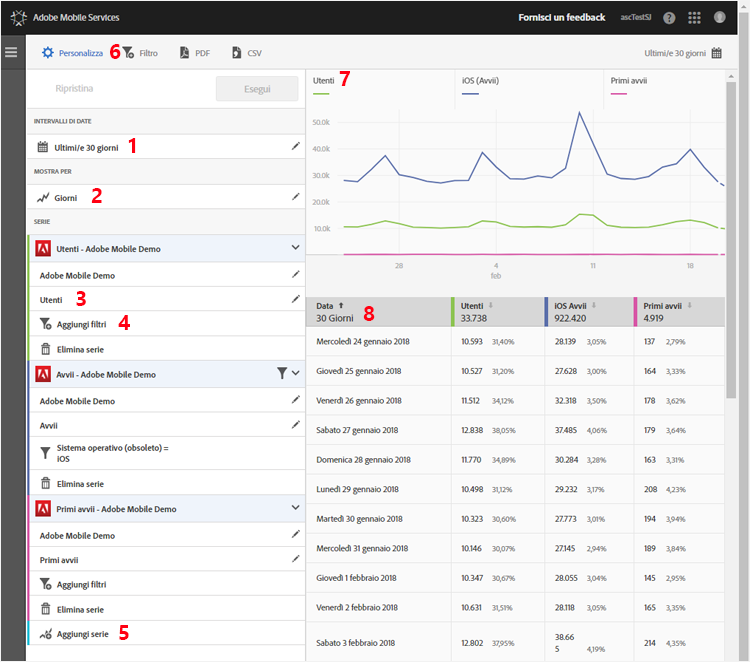 Adobe Mobile Services
Fornisci un feedback
ascTestSJ
?
Personalizza
6
Filtro
PDF
CSV
Ultimi/e 30 giorni
Ripristina
Esegui
INTERVALLI DI DATE
Ultimi/e 30 giorni
1
MOSTRA PER
Giorni
2
SERIE
Utenti - Adobe Mobile Demo
Adobe Mobile Demo
Utenti
3
Aggiungi filtri
4
Elimina serie
Avvii - Adobe Mobile Demo
Adobe Mobile Demo
Avvii
Sistema operativo (obsoleto) =
iOS
Elimina serie
Primi avvii - Adobe Mobile Demo
Adobe Mobile Demo
Primi avvii
Aggiungi filtri
Elimina serie
Aggiungi serie
5
Utenti
7
iOS (Avvii)
Primi avvii
50.0k
40.0k
30.0k
20.0k
10.0k
28
4
11
18
feb
Data
30 Giorni
8
Utenti
33.738
iOS Avvii
922.420
Primi avvii
4.919
Mercoledì 24 gennaio 2018 10.593 31,40% 28.139 3,05% 137 2,79%
Giovedì 25 gennaio 2018 10.527 31,20% 27.628 3,00% 164 3,33%
Venerdì 26 gennaio 2018 11.512 34,12% 32.318 3,50% 178 3,62%
Sabato 27 gennaio 2018 12.838 38,05% 37.485 4,06% 179 3,64%
Domenica 28 gennaio 2018 11.770 34,89% 30.284 3,28% 163 3,31%
Lunedì 29 gennaio 2018 10.498 31,12% 29.232 3,17% 208 4,23%
Martedì 30 gennaio 2018 10.323 30,60% 27.773 3,01% 194 3,94%
Mercoledì 31 gennaio 2018 10.146 30,07% 27.145 2,94% 189 3,84%
Giovedì 1 febbraio 2018 10.347 30,67% 28.055 3,04% 145 2,95%
Venerdì 2 febbraio 2018 10.631 31,51% 28.118 3,05% 165 3,35%
Sabato 3 febbraio 2018 12.802 37,95% 38.66
5 4,19% 214 4,35%